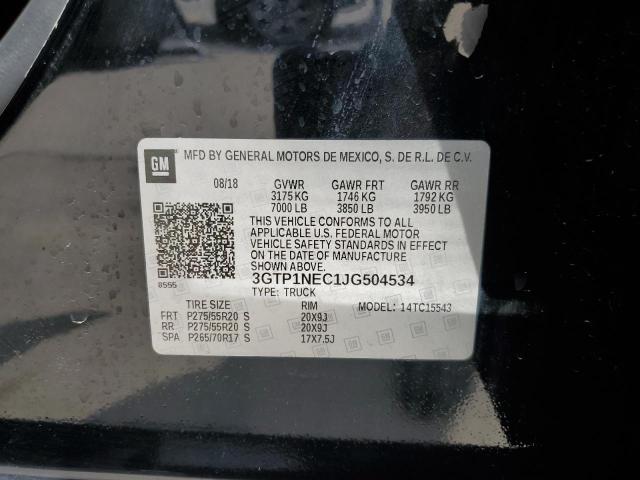 GM
MFD BY GENERAL MOTORS DE MEXICO, S. DE R.L. DE C.V.
08/18 GVWR GAWR FRT GAWR RR
3175 KG 1746 KG 1792 KG
7000 LB 3850 LB 3950 LB
THIS VEHICLE CONFORMS TO ALL
APPLICABLE U.S. FEDERAL MOTOR
VEHICLE SAFETY STANDARDS IN EFFECT
ON THE DATE OF MANUFACTURE SHOWN ABOVE.
8555 3GTP1NEC1JG504534
TYPE: TRUCK
TIRE SIZE RIM MODEL: 14TC15543
FRT P275/55R20 S 20X9J
RR P275/55R20 S 20X9J
SPA P265/70R17 S 17X7.5J